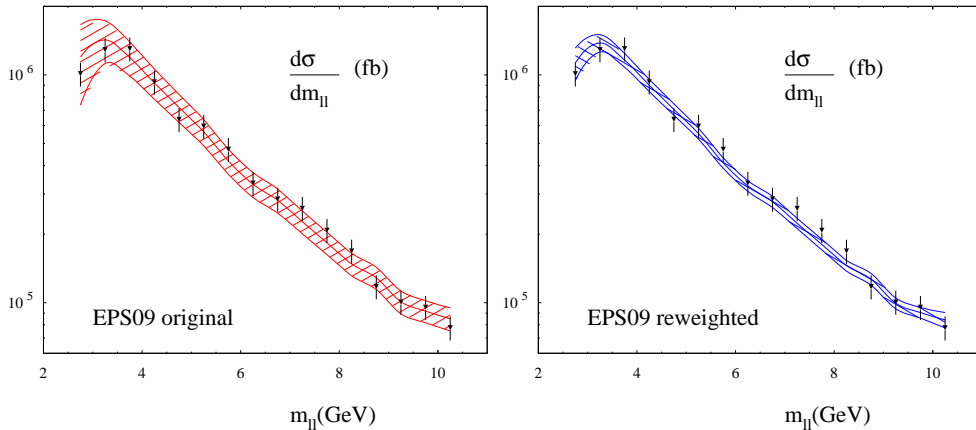 10^6
10^5
dσ
dm_ll
(fb)
EPS09 original
2
4
6
8
10
m_ll(GeV)
10^6
10^5
dσ
dm_ll
(fb)
EPS09 reweighted
2
4
6
8
10
m_ll(GeV)